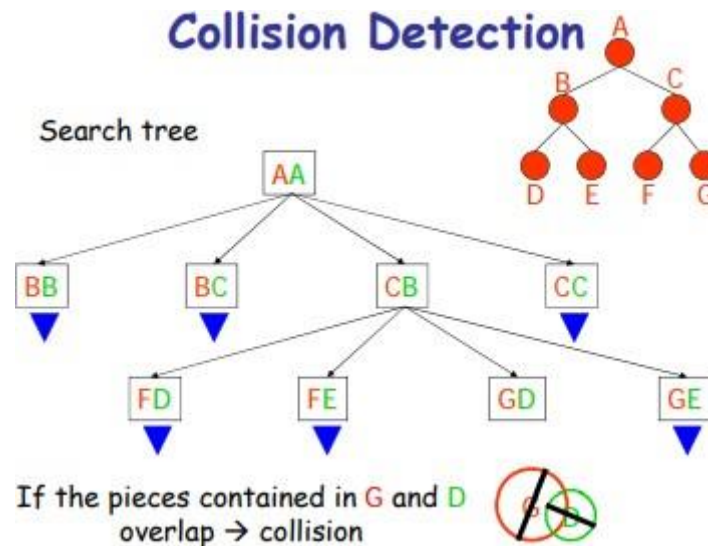 Collision Detection
A
B
C
D
E
F
G
Search tree
AA
BB
BC
CB
CC
FD
FE
GD
GE
If the pieces contained in G and D
overlap → collision
G
D